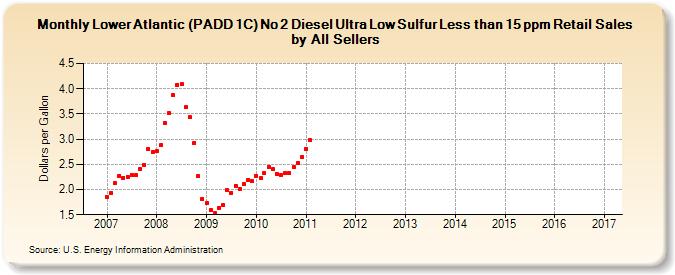 Monthly Lower Atlantic (PADD 1C) No 2 Diesel Ultra Low Sulfur Less than 15 ppm Retail Sales
by All Sellers
Dollars per Gallon
4.5
4.0
3.5
3.0
2.5
2.0
1.5
2007 2008 2009 2010 2011 2012 2013 2014 2015 2016 2017
Source: U.S. Energy Information Administration